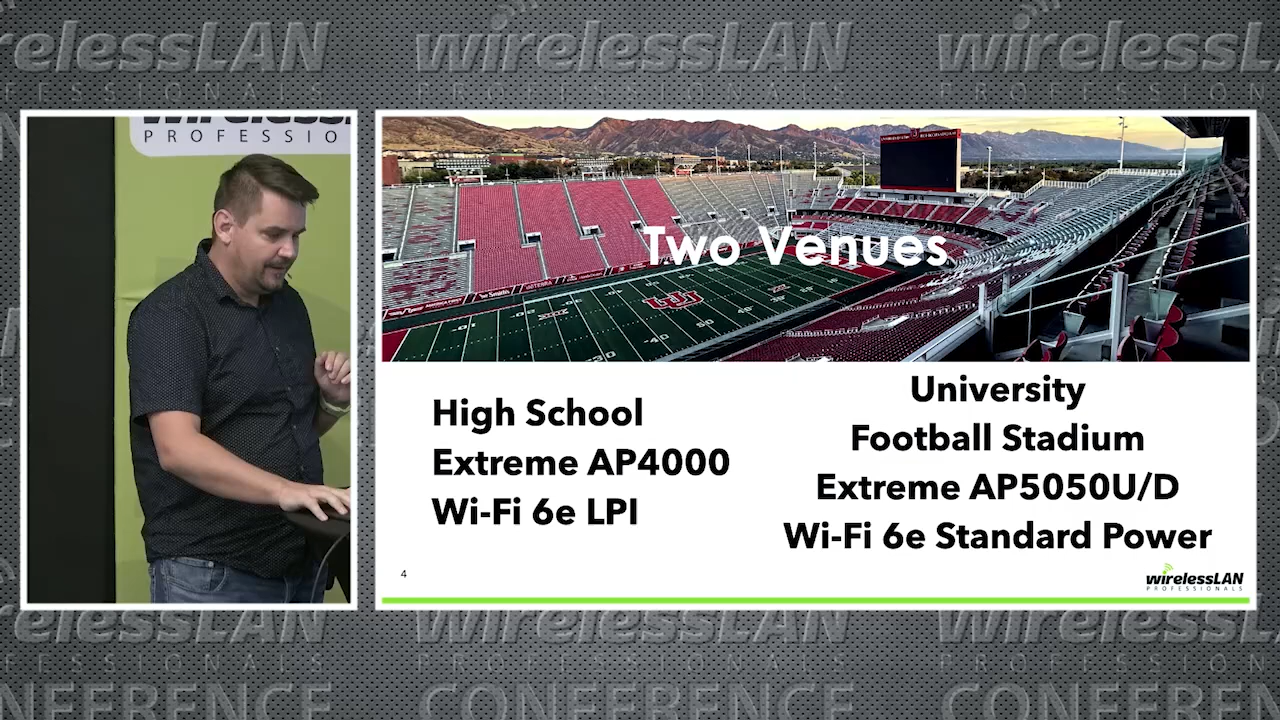 wirelessLAN
PROFESSIONALS
PROFESSIO
Two Venues
High School
Extreme AP4000
Wi-Fi 6e LPI
University
Football Stadium
Extreme AP5050U/D
Wi-Fi 6e Standard Power
4
wirelessLAN
PROFESSIONALS
CONFERENCE